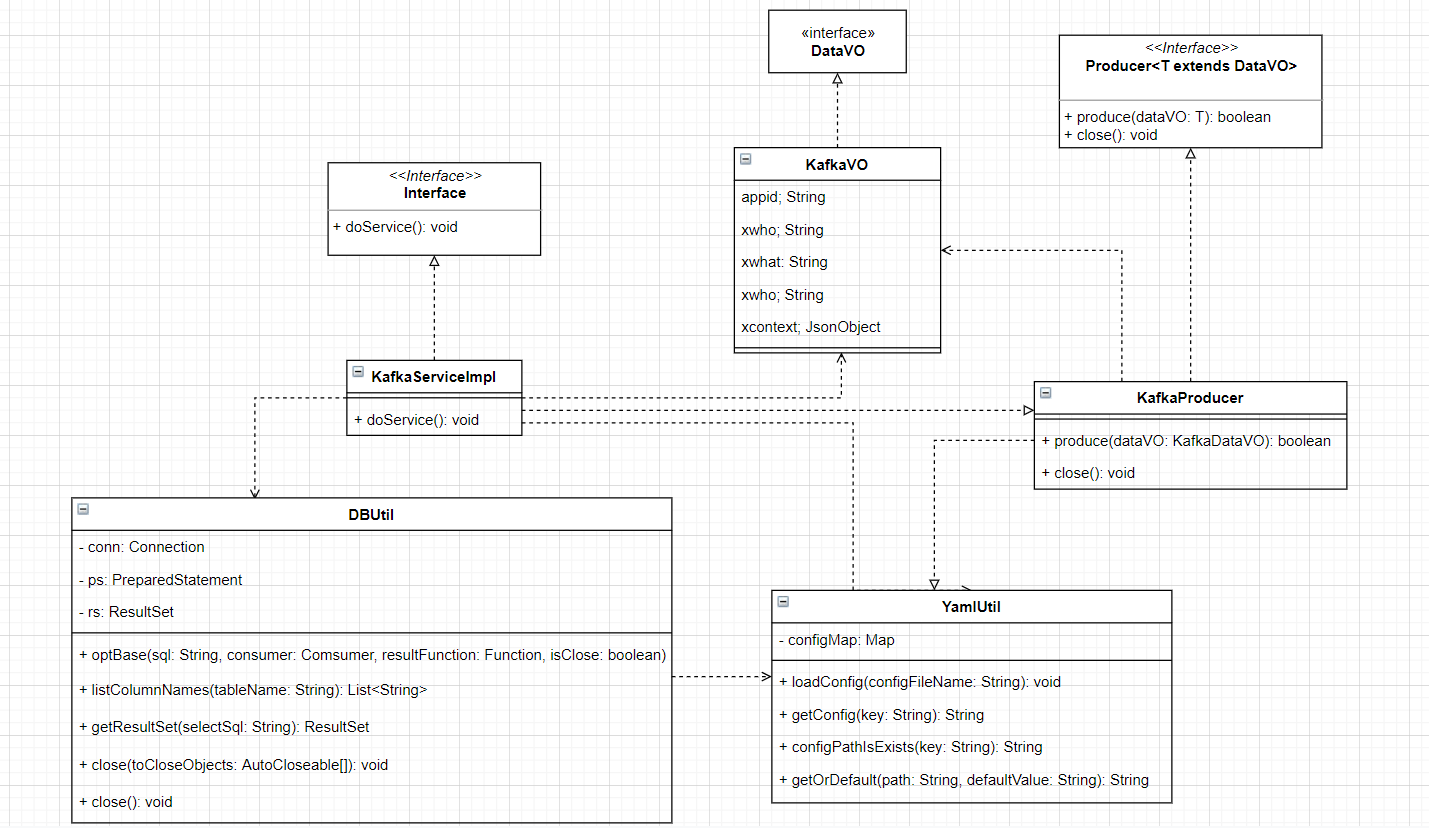 «interface»
DataVO
<<Interface>>
Producer<T extends DataVO>
+ produce(dataVO: T): boolean
+ close(): void
KafkaVO
appid; String
xwho; String
xwhat: String
xwho; String
xcontext; JsonObject
<<Interface>>
Interface
+ doService(): void
KafkaServiceImpl
+ doService(): void
KafkaProducer
+ produce(dataVO: KafkaDataVO): boolean
+ close(): void
DBUtil
- conn: Connection
- ps: PreparedStatement
- rs: ResultSet
+ optBase(sql: String, consumer: Comsumer, resultFunction: Function, isClose: boolean)
+ listColumnNames(tableName: String): List<String>
+ getResultSet(selectSql: String): ResultSet
+ close(toCloseObjects: AutoCloseable[]): void
+ close(): void
YamlUtil
- configMap: Map
+ loadConfig(configFileName: String): void
+ getConfig(key: String): String
+ configPathIsExists(key: String): String
+ getOrDefault(path: String, defaultValue: String): String